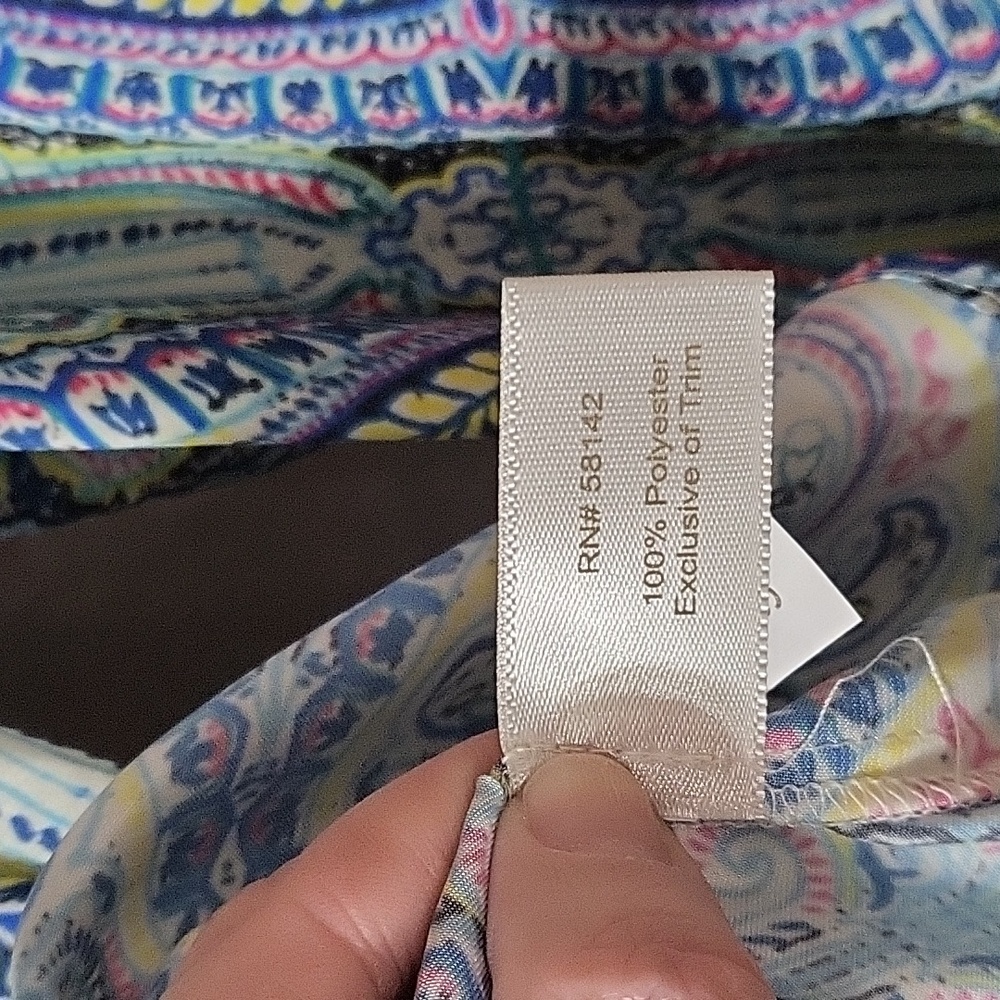 RN# 58142
100% Polyester
Exclusive of Trim